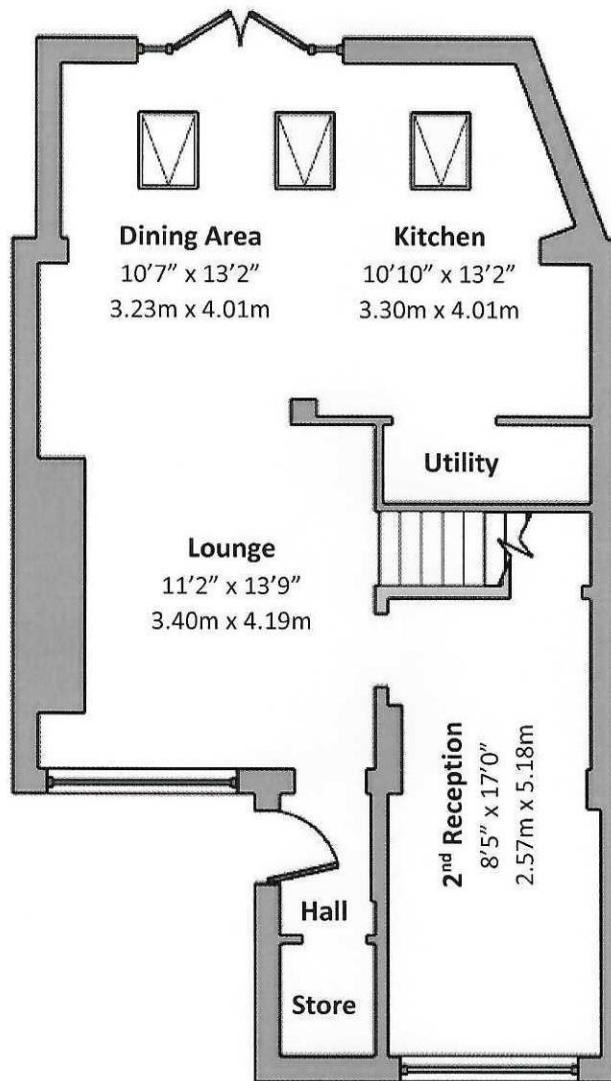 Dining Area
10'7” x 13'2”
3.23m x 4.01m
Kitchen
10'10” x 13'2”
3.30m x 4.01m
Utility
Lounge
11'2” x 13'9”
3.40m x 4.19m
2nd Reception
8'5” x 17'0”
2.57m x 5.18m
Hall
Store